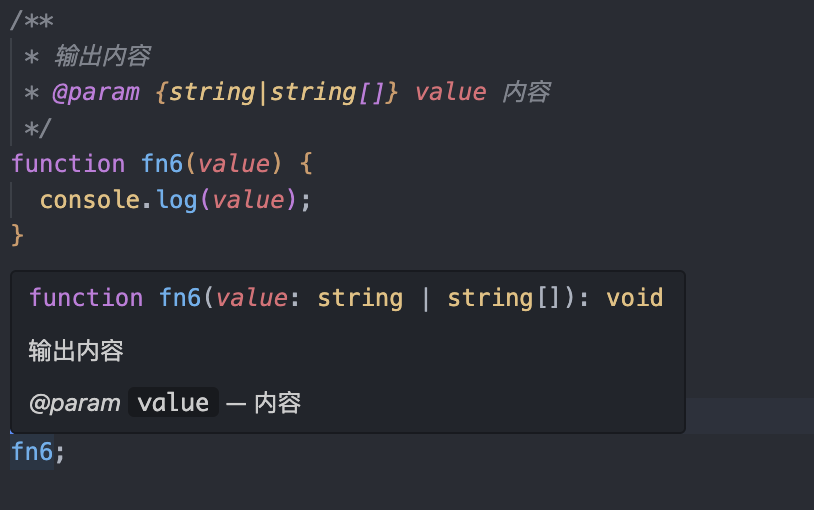 /**
 * 输出内容
 * @param {string|string[]} value 内容
 */
function fn6(value) {
  console.log(value);
}
function fn6(value: string | string[]): void
输出内容
@param value — 内容
fn6;